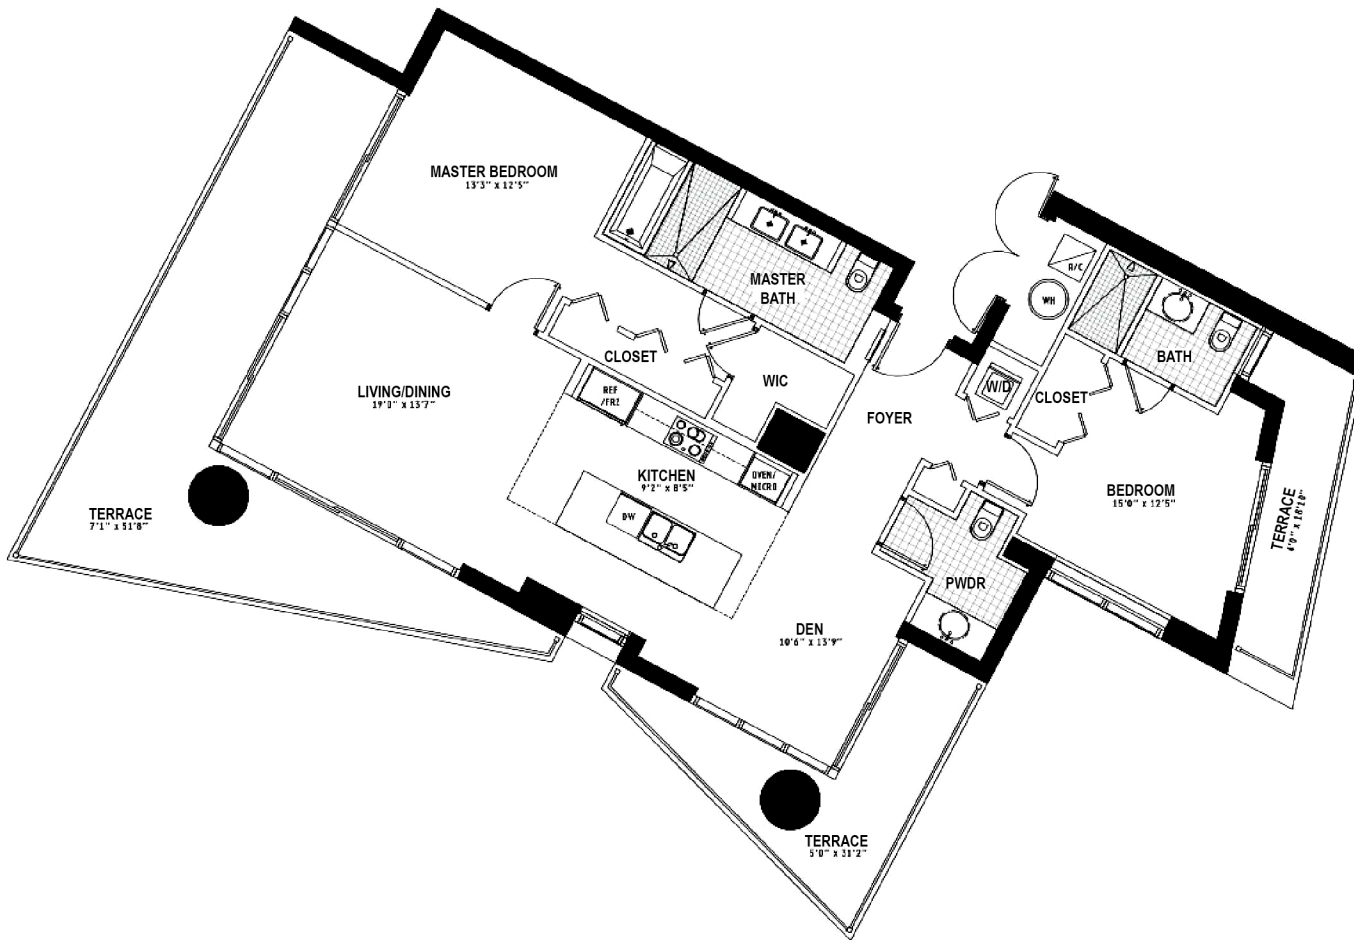 MASTER BEDROOM
13'3" x 12'5"
MASTER
BATH
A/C
WH
BATH
CLOSET
WIC
W/D
CLOSET
REF
/FRZ
LIVING/DINING
19'0" x 13'7"
FOYER
KITCHEN
9'2" x 8'5"
OVEN/
MICRO
BEDROOM
15'0" x 12'5"
TERRACE
TERRACE
7'1" x 51'8"
DW
PWDR
DEN
10'6" x 13'9"
TERRACE
5'0" x 31'2"